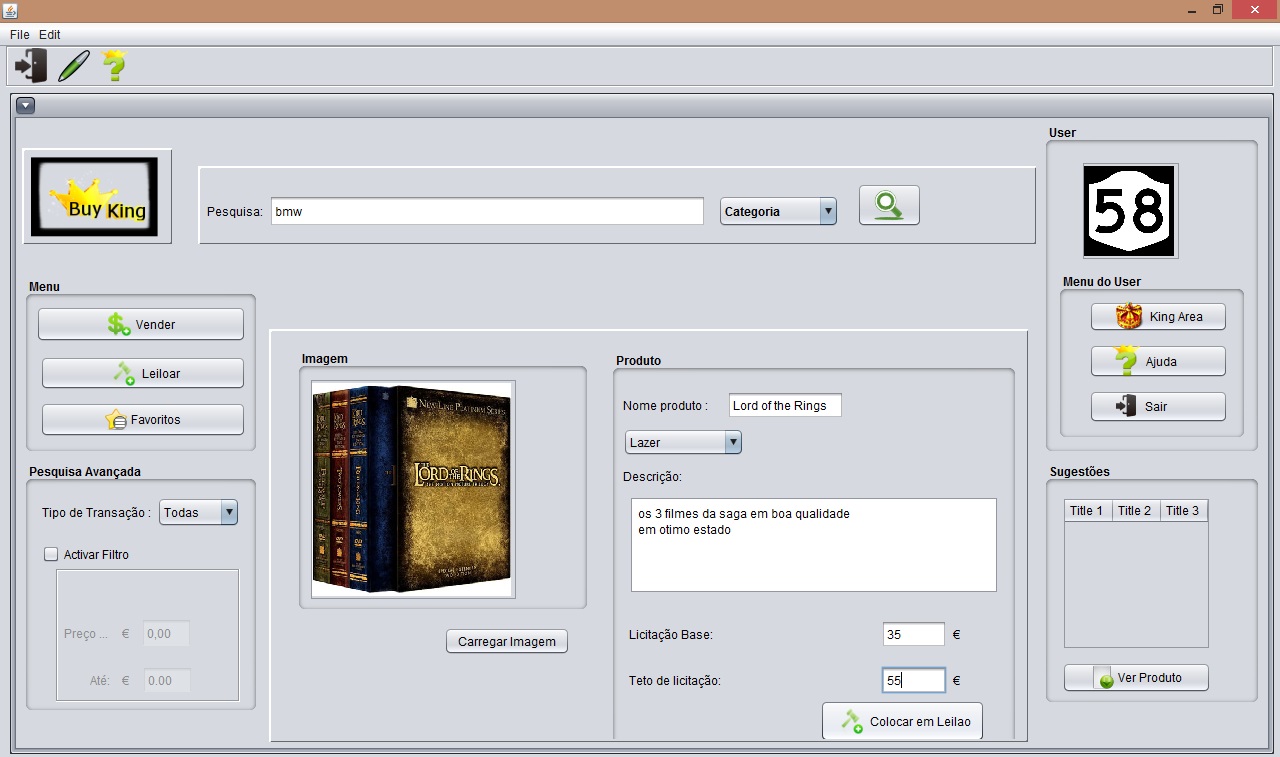 File Edit
Buy King
Pesquisa: bmw Categoria
User
58
Menu do User
King Area
Ajuda
Sair
Menu
Vender
Leiloar
Favoritos
Pesquisa Avançada
Tipo de Transação : Todas
Activar Filtro
Preço ... € 0,00
Até: € 0.00
Imagem
NEW LINE PLATINUM SERIES
THE LORD OF THE RINGS
Carregar Imagem
Produto
Nome produto : Lord of the Rings
Lazer
Descrição:
os 3 filmes da saga em boa qualidade
em otimo estado
Licitação Base: 35 €
Teto de licitação: 55 €
Colocar em Leilao
Sugestões
Title 1 Title 2 Title 3
Ver Produto